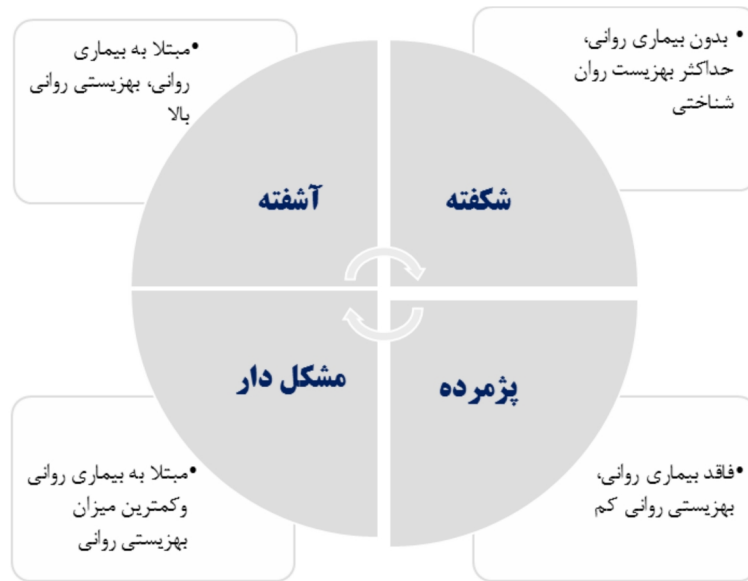 • بدون بیماری روانی،
حداکثر بهزیست روان
شناختی
•مبتلا به بیماری
روانی، بهزیستی روانی
بالا
شکفته
آشفته
پژمرده
مشکل دار
•فاقد بیماری روانی،
بهزیستی روانی کم
•مبتلا به بیماری روانی
وکمترین میزان
بهزیستی روانی